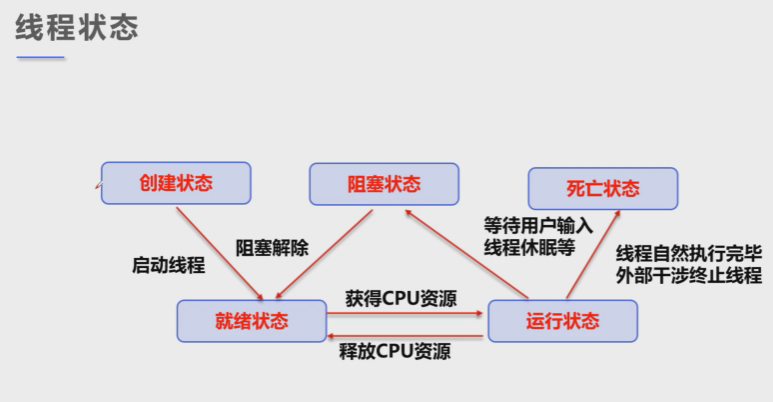 线程状态
创建状态
阻塞状态
死亡状态
等待用户输入
线程休眠等
线程自然执行完毕
外部干涉终止线程
阻塞解除
启动线程
获得CPU资源
就绪状态
运行状态
释放CPU资源